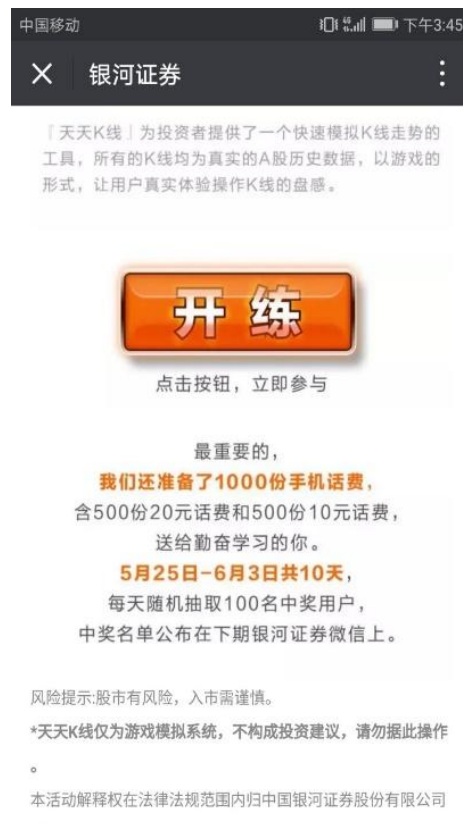 中国移动 下午3:45
银河证券
『天天K线』为投资者提供了一个快速模拟K线走势的
工具，所有的K线均为真实的A股历史数据，以游戏的
形式，让用户真实体验操作K线的盘感。
开练
点击按钮，立即参与
最重要的，
我们还准备了1000份手机话费，
含500份20元话费和500份10元话费，
送给勤奋学习的你。
5月25日-6月3日共10天，
每天随机抽取100名中奖用户，
中奖名单公布在下期银河证券微信上。
风险提示:股市有风险，入市需谨慎。
*天天K线仅为游戏模拟系统，不构成投资建议，请勿据此操作
。
本活动解释权在法律法规范围内归中国银河证券股份有限公司